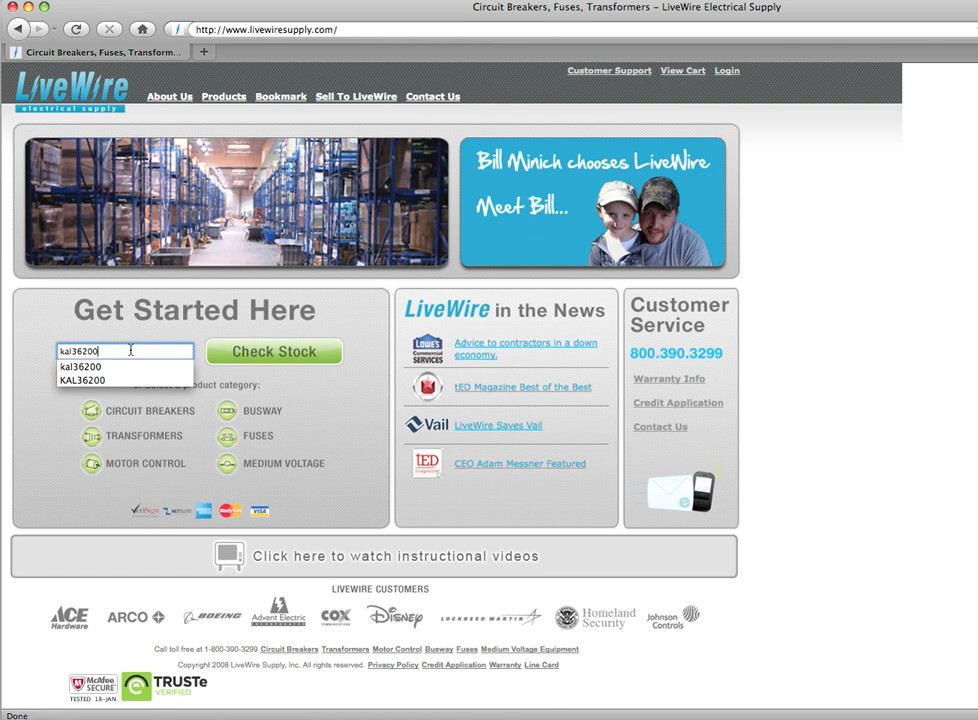 Circuit Breakers, Fuses, Transformers – LiveWire Electrical Supply
http://www.livewiresupply.com/
Circuit Breakers, Fuses, Transform...
Customer Support View Cart Login
LiveWire
electrical supply
About Us Products Bookmark Sell To LiveWire Contact Us
Bill Minich chooses LiveWire
Meet Bill...
Get Started Here
kal36200
Check Stock
kal36200
KAL36200
product category:
CIRCUIT BREAKERS
BUSWAY
TRANSFORMERS
FUSES
MOTOR CONTROL
MEDIUM VOLTAGE
VeriSign
NETSUITE
MasterCard
VISA
LiveWire in the News
LOWE'S
COMMERCIAL
SERVICES
Advice to contractors in a down
economy.
tED Magazine Best of the Best
Vail
LiveWire Saves Vail
tED
CEO Adam Messner Featured
Customer
Service
800.390.3299
Warranty Info
Credit Application
Contact Us
Click here to watch instructional videos
LIVEWIRE CUSTOMERS
ACE
Hardware
ARCO
BOEING
Advent Electric
INCORPORATED
COX
COMMUNICATIONS
Disney
LOCKHEED MARTIN
Homeland
Security
Johnson
Controls
Call toll free at 1-800-390-3299 Circuit Breakers Transformers Motor Control Busway Fuses Medium Voltage Equipment
Copyright 2008 LiveWire Supply, Inc. All rights reserved. Privacy Policy Credit Application Warranty Line Card
McAfee
SECURE
TESTED 18-JAN
TRUSTe
VERIFIED
Done